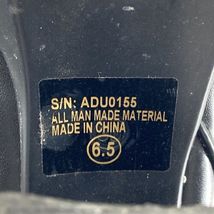 S/N: ADU0155
ALL MAN MADE MATERIAL
MADE IN CHINA
6.5